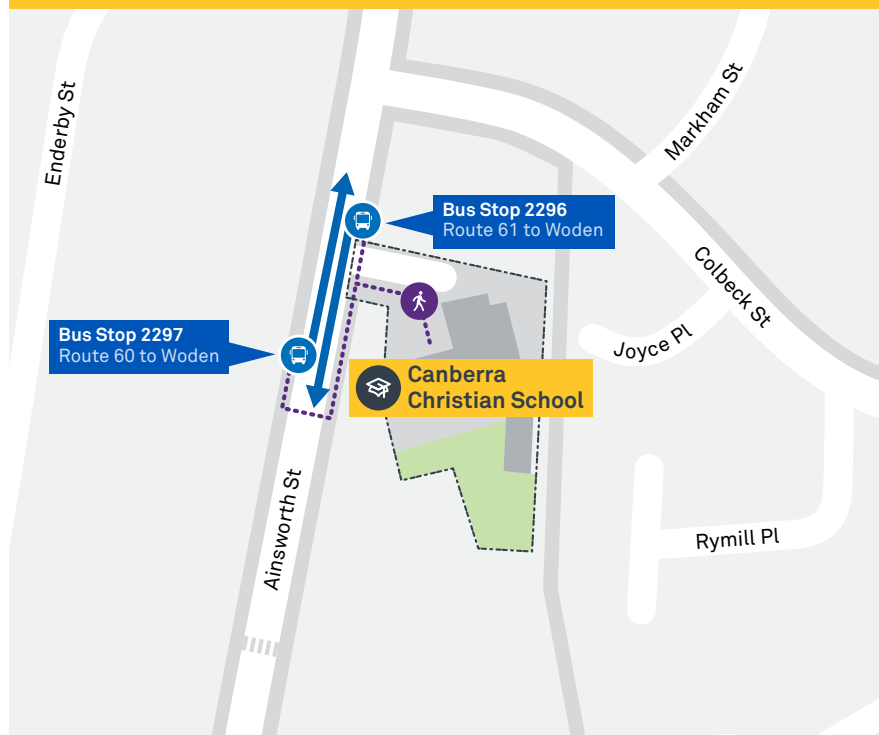 Enderby St
Markham St
Bus Stop 2296
Route 61 to Woden
Colbeck St
Bus Stop 2297
Route 60 to Woden
Joyce Pl
Canberra
Christian School
Ainsworth St
Rymill Pl